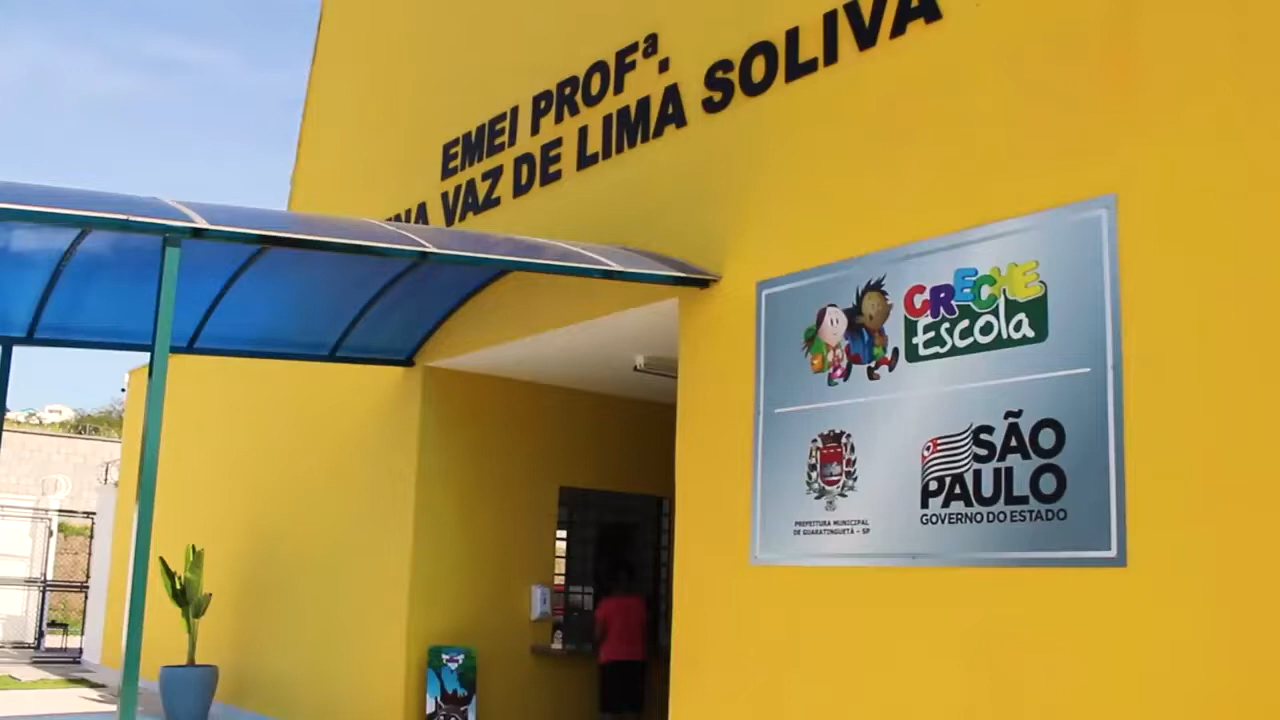 EMEI PROFª.
VAZ DE LIMA SOLIVA
CRECHE
Escola
SÃO
PAULO
GOVERNO DO ESTADO
PREFEITURA MUNICIPAL
DE GUARATINGUETÁ - SP